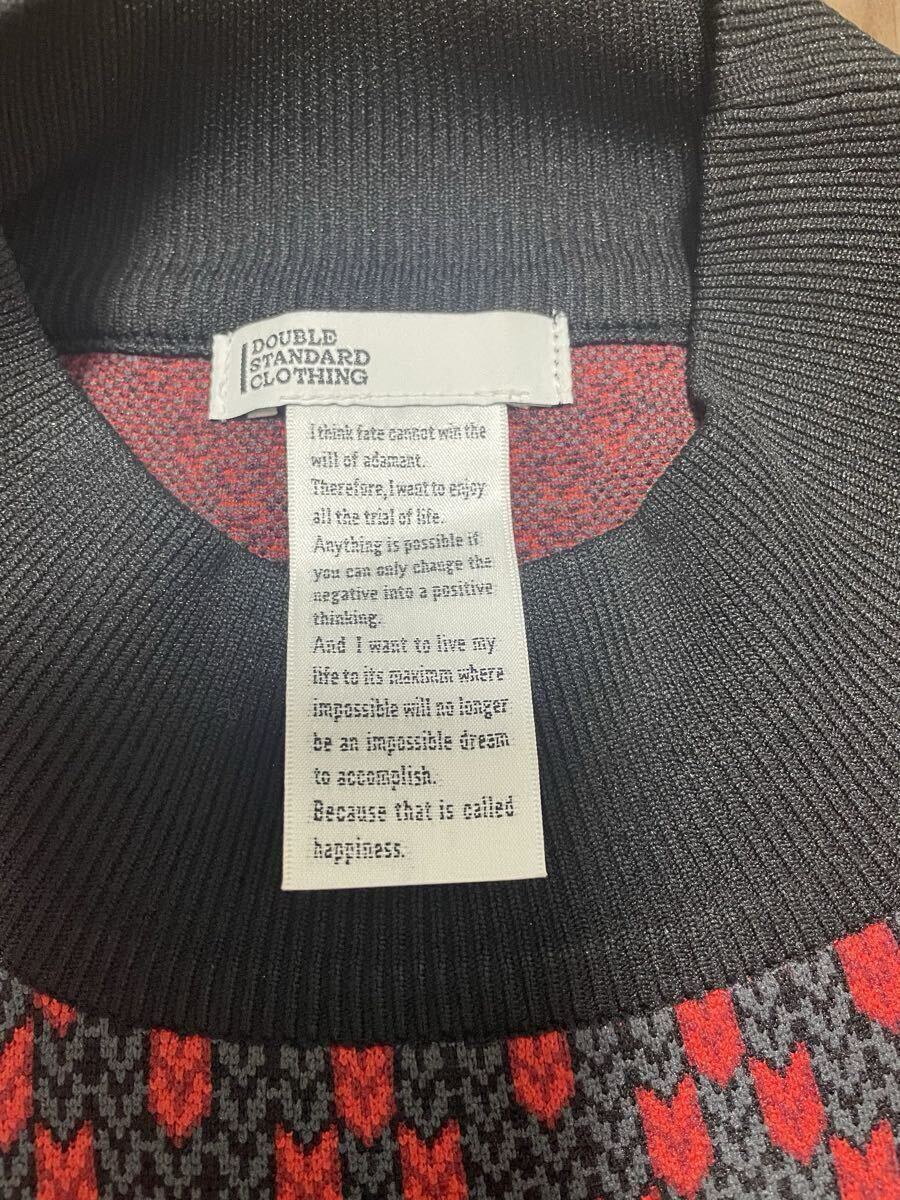 DOUBLE
STANDARD
CLOTHING
I think fate cannot win the
will of adamant.
Therefore, I want to enjoy
all the trial of life.
Anything is possible if
you can only change the
negative into a positive
thinking.
And I want to live my
life to its maximm where
impossible will no longer
be an impossible dream
to accomplish.
Because that is called
happiness.